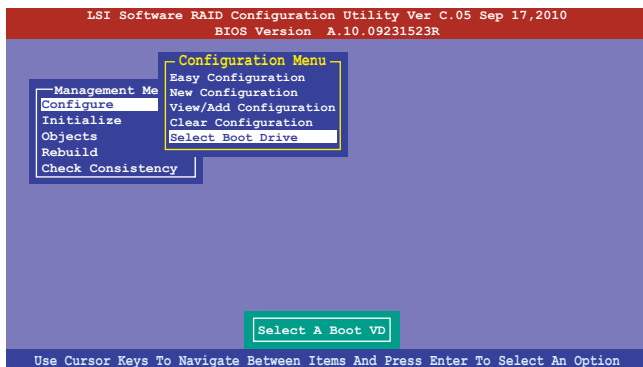 LSI Software RAID Configuration Utility Ver C.05 Sep 17,2010
BIOS Version A.10.09231523R
Configuration Menu
Easy Configuration
New Configuration
View/Add Configuration
Clear Configuration
Select Boot Drive
Management Me
Configure
Initialize
Objects
Rebuild
Check Consistency
Select A Boot VD
Use Cursor Keys To Navigate Between Items And Press Enter To Select An Option